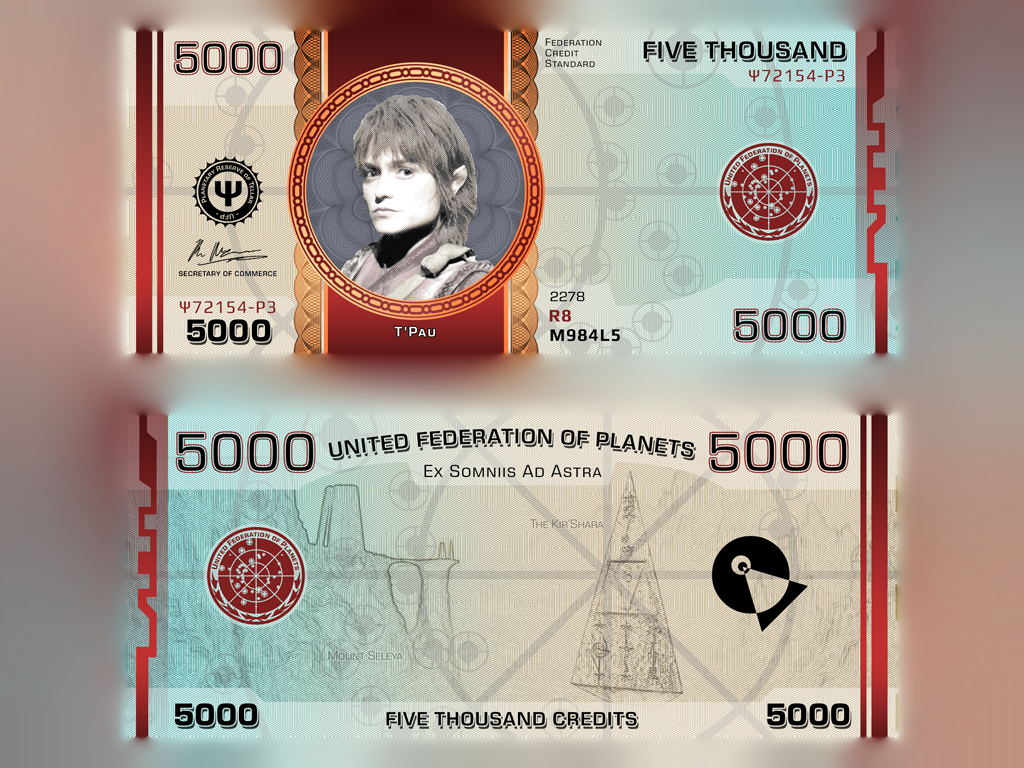 5000
FEDERATION
CREDIT
STANDARD
FIVE THOUSAND
Ψ72154-P3
UNITED FEDERATION OF PLANETS
PLANETARY RESERVE OF TRILLIAR
Ψ
UFP
SECRETARY OF COMMERCE
Ψ72154-P3
5000
T'PAU
2278
R8
M984L5
5000
5000
UNITED FEDERATION OF PLANETS
5000
EX SOMNIIS AD ASTRA
THE KIR'SHARA
UNITED FEDERATION OF PLANETS
MOUNT SELEYA
5000
FIVE THOUSAND CREDITS
5000